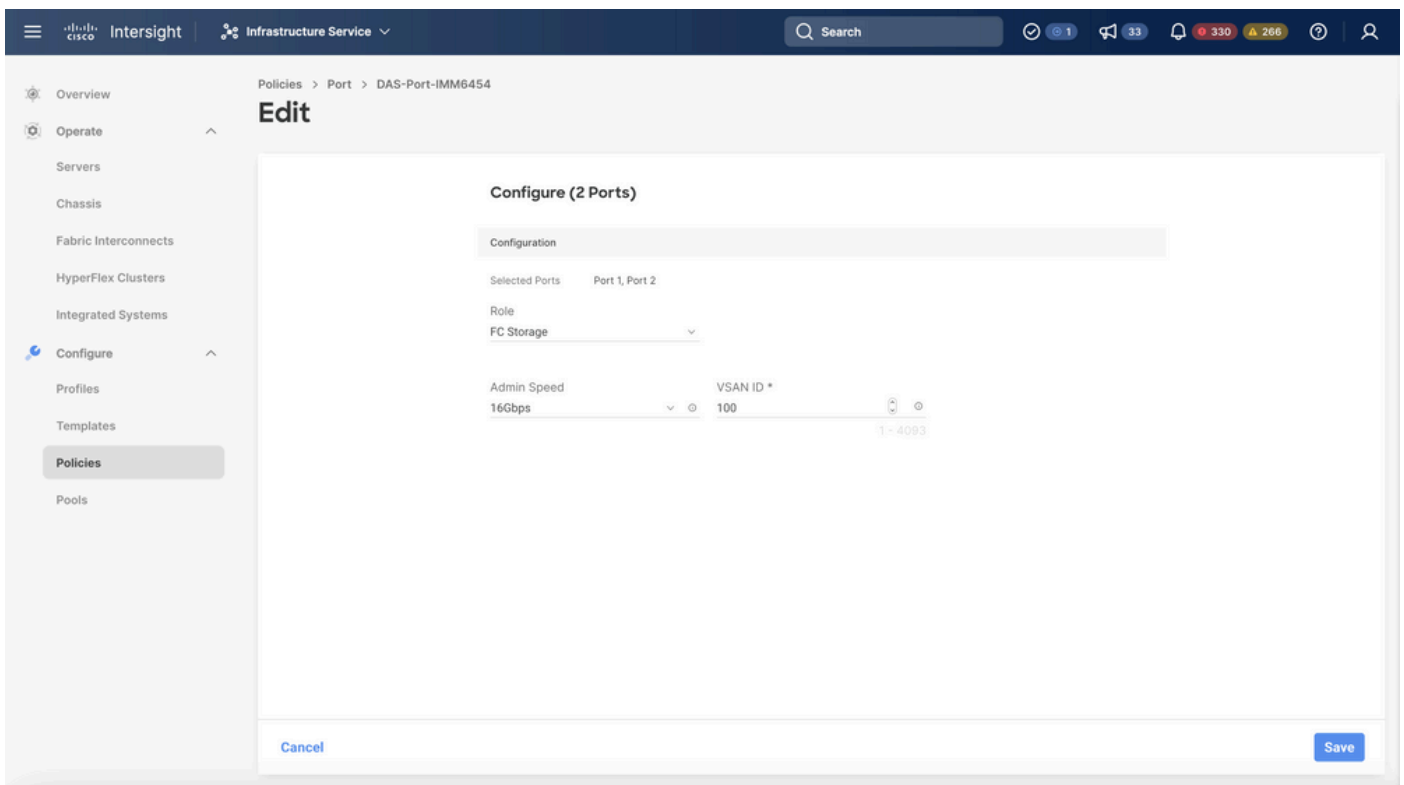 cisco Intersight Infrastructure Service Search 1 33 330 266
Overview
Operate
Servers
Chassis
Fabric Interconnects
HyperFlex Clusters
Integrated Systems
Configure
Profiles
Templates
Policies
Pools
Policies > Port > DAS-Port-IMM6454
Edit
Configure (2 Ports)
Configuration
Selected Ports Port 1, Port 2
Role
FC Storage
Admin Speed VSAN ID *
16Gbps 100
1 - 4093
Cancel Save